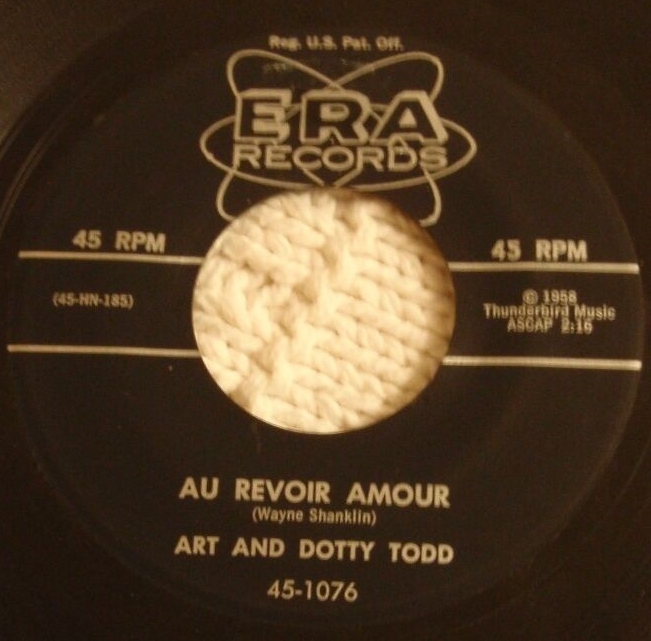 Reg. U.S. Pat. Off.
ERA
RECORDS
45 RPM
45 RPM
(45-HN-185)
© 1958
Thunderbird Music
ASCAP 2:16
AU REVOIR AMOUR
(Wayne Shanklin)
ART AND DOTTY TODD
45-1076